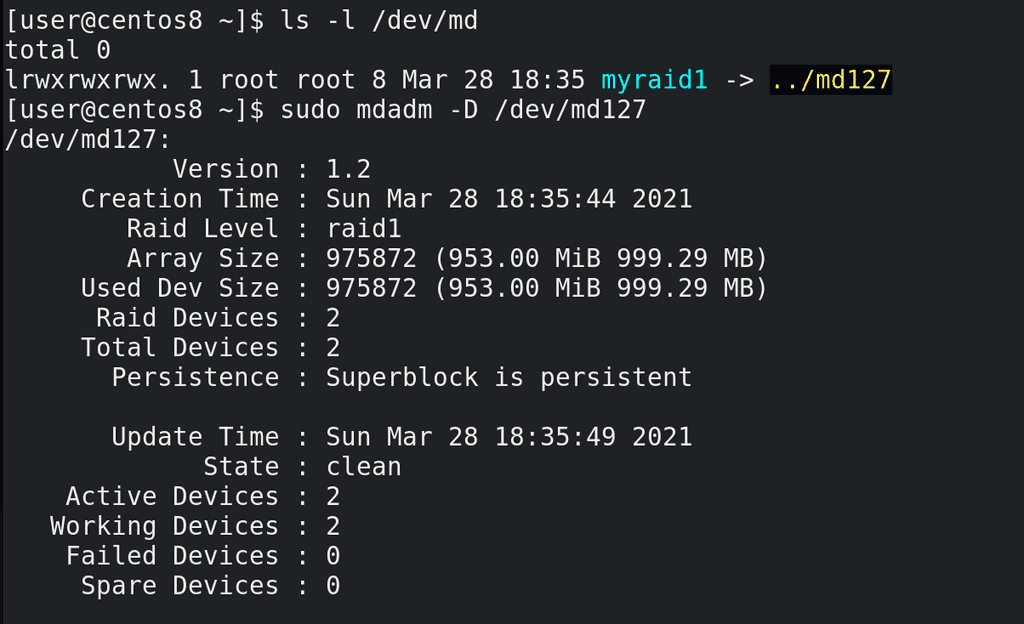 [user@centos8 ~]$ ls -l /dev/md
total 0
lrwxrwxrwx. 1 root root 8 Mar 28 18:35 myraid1 -> ../md127
[user@centos8 ~]$ sudo mdadm -D /dev/md127
/dev/md127:
           Version : 1.2
     Creation Time : Sun Mar 28 18:35:44 2021
        Raid Level : raid1
        Array Size : 975872 (953.00 MiB 999.29 MB)
     Used Dev Size : 975872 (953.00 MiB 999.29 MB)
      Raid Devices : 2
     Total Devices : 2
       Persistence : Superblock is persistent

       Update Time : Sun Mar 28 18:35:49 2021
             State : clean
    Active Devices : 2
   Working Devices : 2
    Failed Devices : 0
     Spare Devices : 0